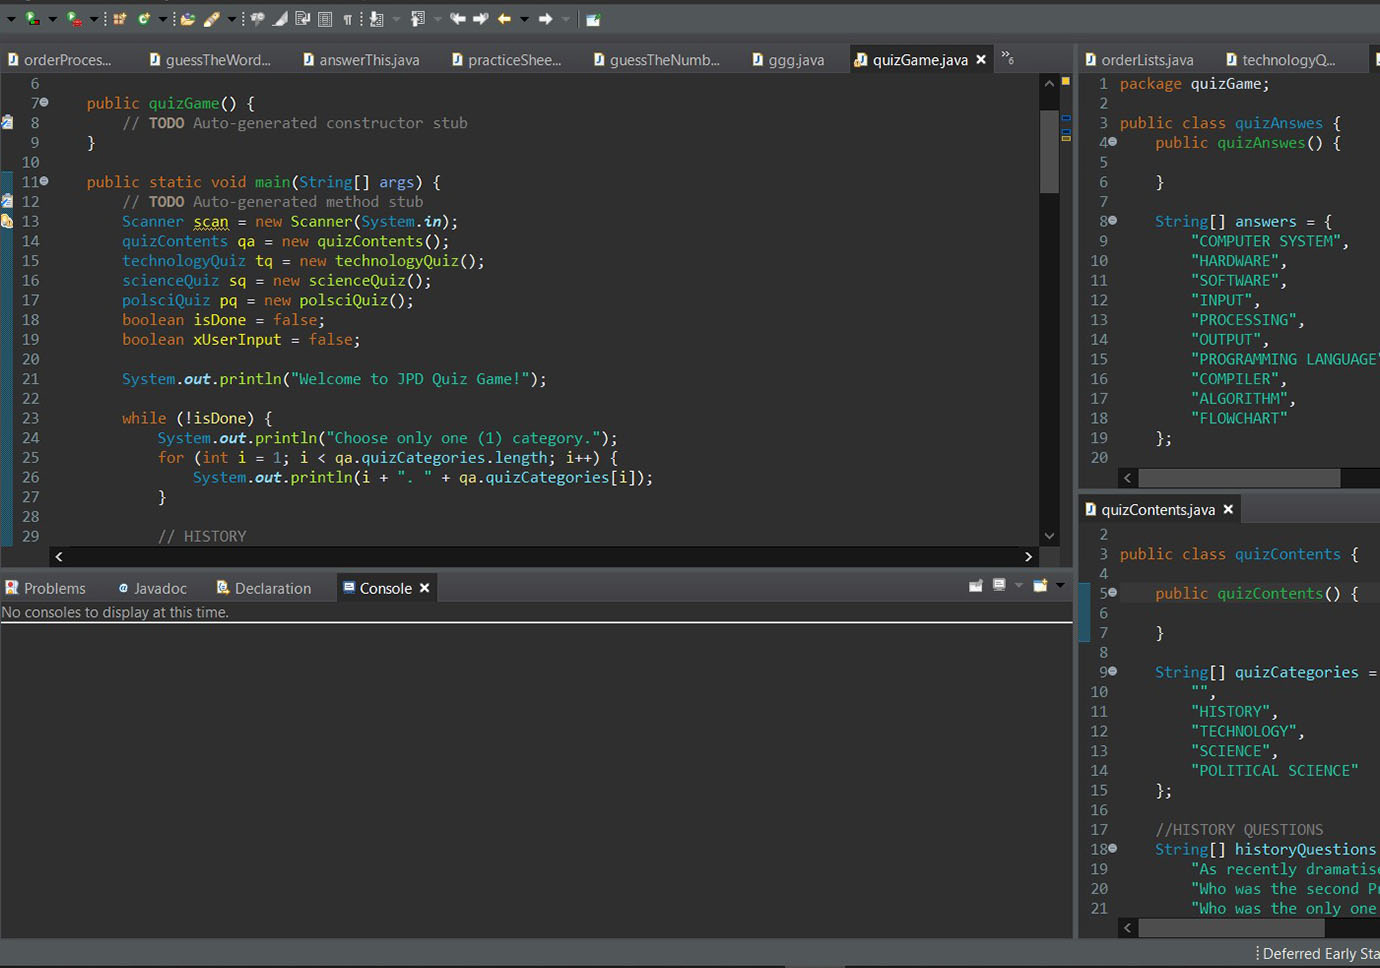 orderProces...
guessTheWord...
answerThis.java
practiceShee...
guessTheNumb...
ggg.java
quizGame.java
»6
6
7 public quizGame() {
8 // TODO Auto-generated constructor stub
9 }
10
11 public static void main(String[] args) {
12 // TODO Auto-generated method stub
13 Scanner scan = new Scanner(System.in);
14 quizContents qa = new quizContents();
15 technologyQuiz tq = new technologyQuiz();
16 scienceQuiz sq = new scienceQuiz();
17 polsciQuiz pq = new polsciQuiz();
18 boolean isDone = false;
19 boolean xUserInput = false;
20
21 System.out.println("Welcome to JPD Quiz Game!");
22
23 while (!isDone) {
24 System.out.println("Choose only one (1) category.");
25 for (int i = 1; i < qa.quizCategories.length; i++) {
26 System.out.println(i + ". " + qa.quizCategories[i]);
27 }
28
29 // HISTORY
Problems
Javadoc
Declaration
Console
No consoles to display at this time.
orderLists.java
technologyQ...
1 package quizGame;
2
3 public class quizAnswes {
4 public quizAnswes() {
5
6 }
7
8 String[] answers = {
9 "COMPUTER SYSTEM",
10 "HARDWARE",
11 "SOFTWARE",
12 "INPUT",
13 "PROCESSING",
14 "OUTPUT",
15 "PROGRAMMING LANGUAGE"
16 "COMPILER",
17 "ALGORITHM",
18 "FLOWCHART"
19 };
20
quizContents.java
2
3 public class quizContents {
4
5 public quizContents() {
6
7 }
8
9 String[] quizCategories =
10 "",
11 "HISTORY",
12 "TECHNOLOGY",
13 "SCIENCE",
14 "POLITICAL SCIENCE"
15 };
16
17 //HISTORY QUESTIONS
18 String[] historyQuestions
19 "As recently dramatise
20 "Who was the second Pr
21 "Who was the only one
Deferred Early Sta